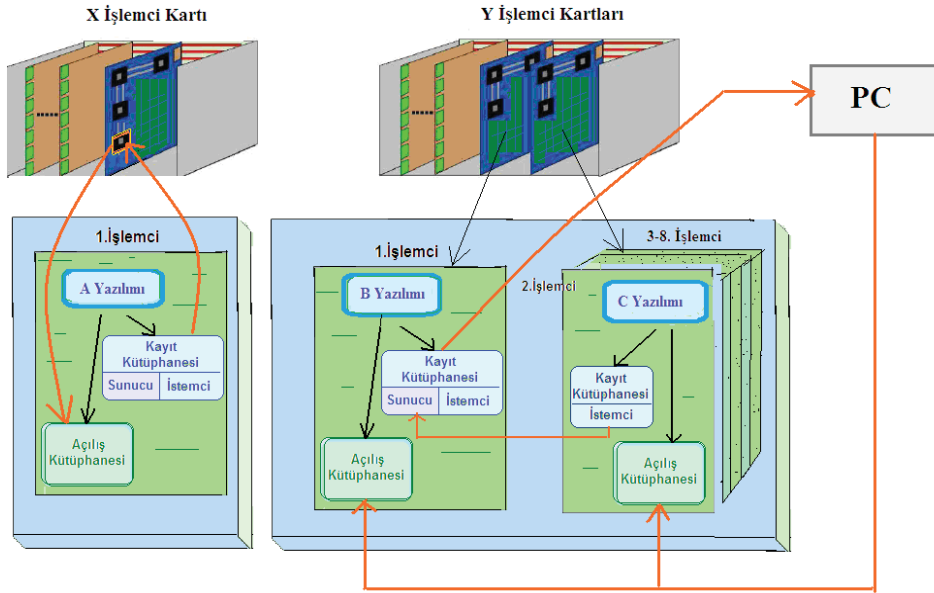 X İşlemci Kartı
Y İşlemci Kartları
PC
1.İşlemci
A Yazılımı
Kayıt
Kütüphanesi
Sunucu
İstemci
Açılış
Kütüphanesi
1.İşlemci
B Yazılımı
Kayıt
Kütüphanesi
Sunucu
İstemci
Açılış
Kütüphanesi
3-8. İşlemci
2.İşlemci
C Yazılımı
Kayıt
Kütüphanesi
İstemci
Açılış
Kütüphanesi